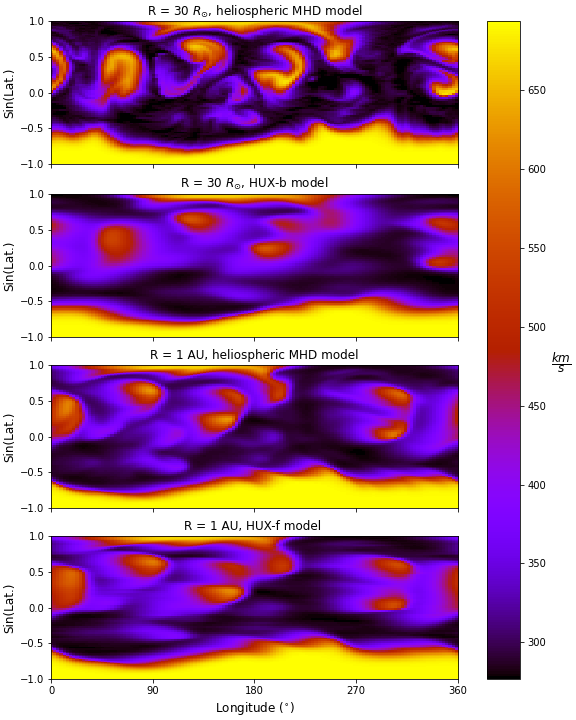 R = 30 R☉, heliospheric MHD model
Sin(Lat.)
1.0
0.5
0.0
−0.5
−1.0
R = 30 R☉, HUX-b model
Sin(Lat.)
1.0
0.5
0.0
−0.5
−1.0
R = 1 AU, heliospheric MHD model
Sin(Lat.)
1.0
0.5
0.0
−0.5
−1.0
R = 1 AU, HUX-f model
Sin(Lat.)
1.0
0.5
0.0
−0.5
−1.0
0 90 180 270 360
Longitude (°)
650
600
550
500
450
400
350
300
km
s